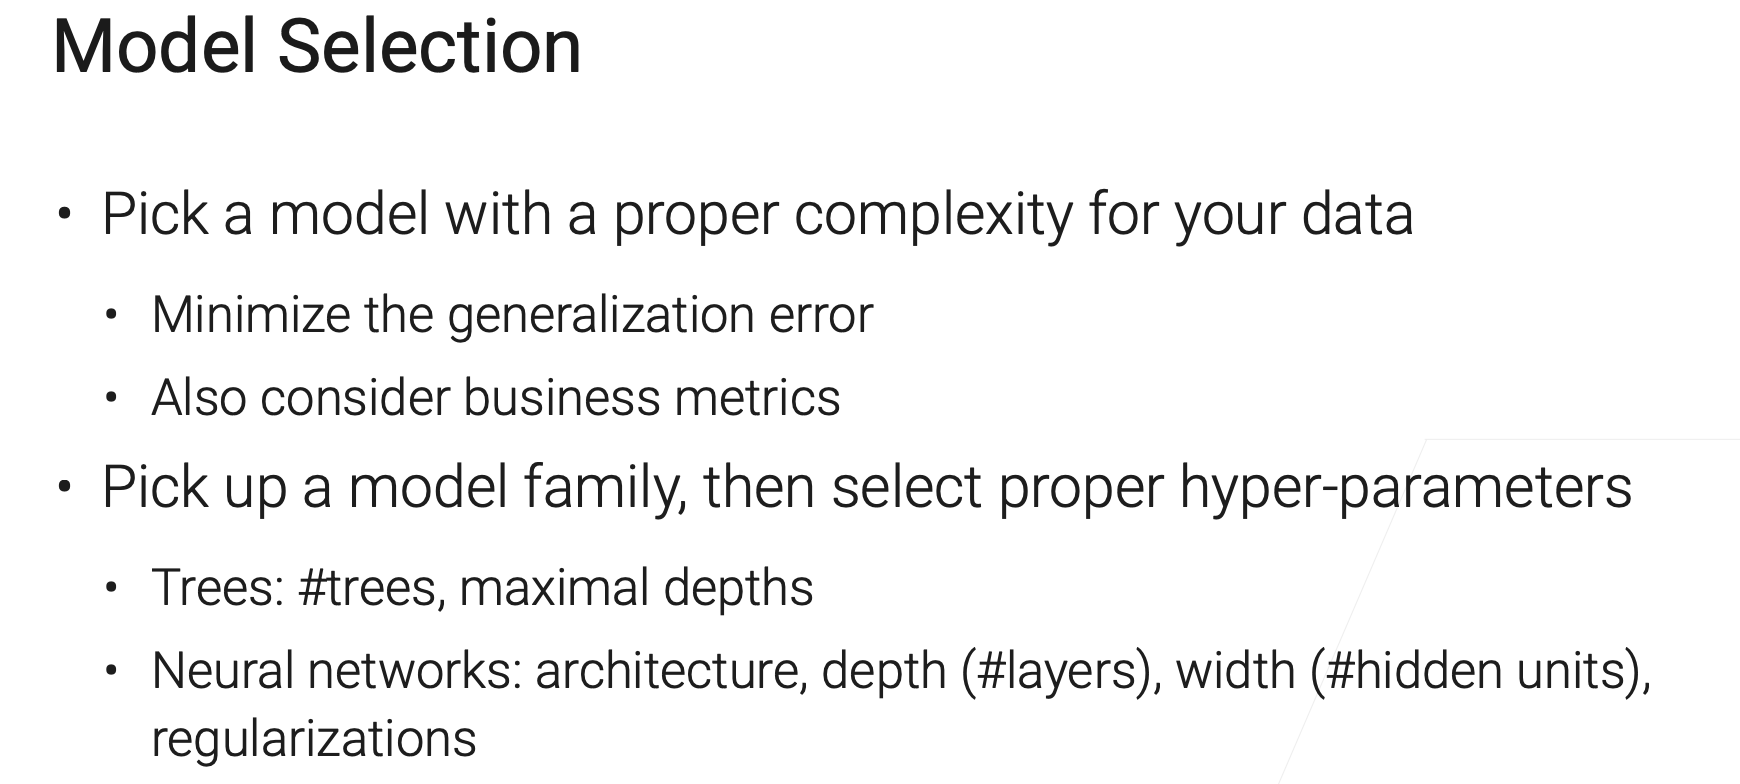 Model Selection
• Pick a model with a proper complexity for your data
• Minimize the generalization error
• Also consider business metrics
• Pick up a model family, then select proper hyper-parameters
• Trees: #trees, maximal depths
• Neural networks: architecture, depth (#layers), width (#hidden units),
regularizations